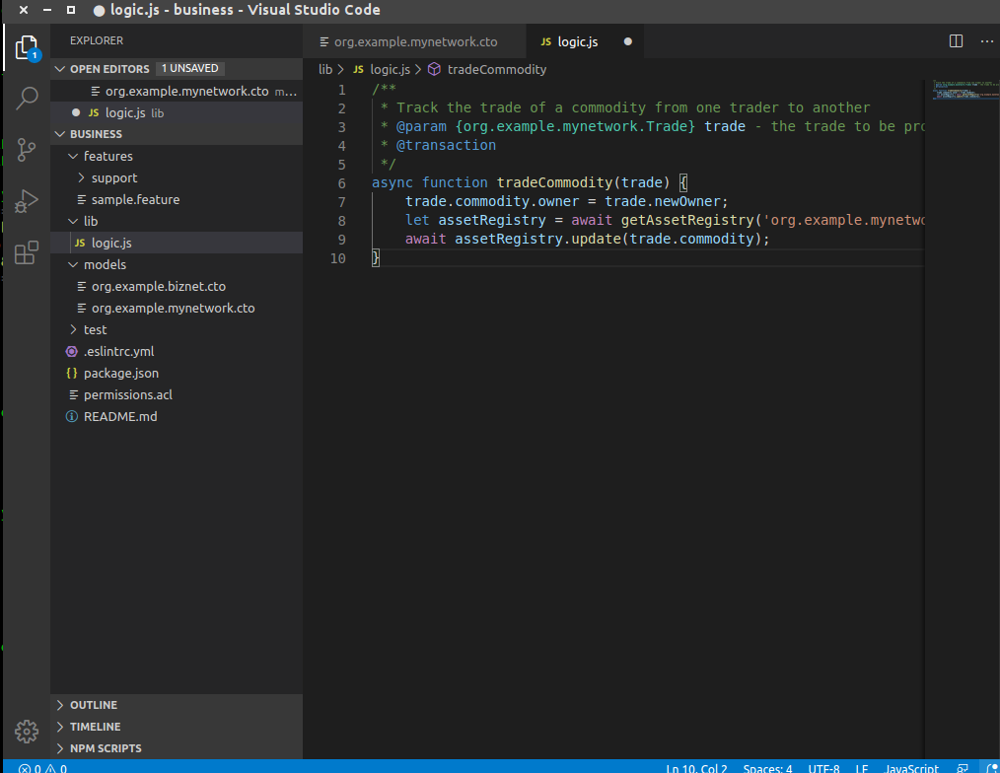 logic.js - business - Visual Studio Code
EXPLORER
OPEN EDITORS 1 UNSAVED
org.example.mynetwork.cto m...
JS logic.js lib
BUSINESS
features
support
sample.feature
lib
JS logic.js
models
org.example.biznet.cto
org.example.mynetwork.cto
test
.eslintrc.yml
{} package.json
permissions.acl
README.md
OUTLINE
TIMELINE
NPM SCRIPTS
1
org.example.mynetwork.cto JS logic.js
lib > JS logic.js > tradeCommodity
1 /**
2 * Track the trade of a commodity from one trader to another
3 * @param {org.example.mynetwork.Trade} trade - the trade to be pro
4 * @transaction
5 */
6 async function tradeCommodity(trade) {
7 trade.commodity.owner = trade.newOwner;
8 let assetRegistry = await getAssetRegistry('org.example.mynetwo
9 await assetRegistry.update(trade.commodity);
10 }
0 0 Ln 10, Col 2 Spaces: 4 UTF-8 LF JavaScript